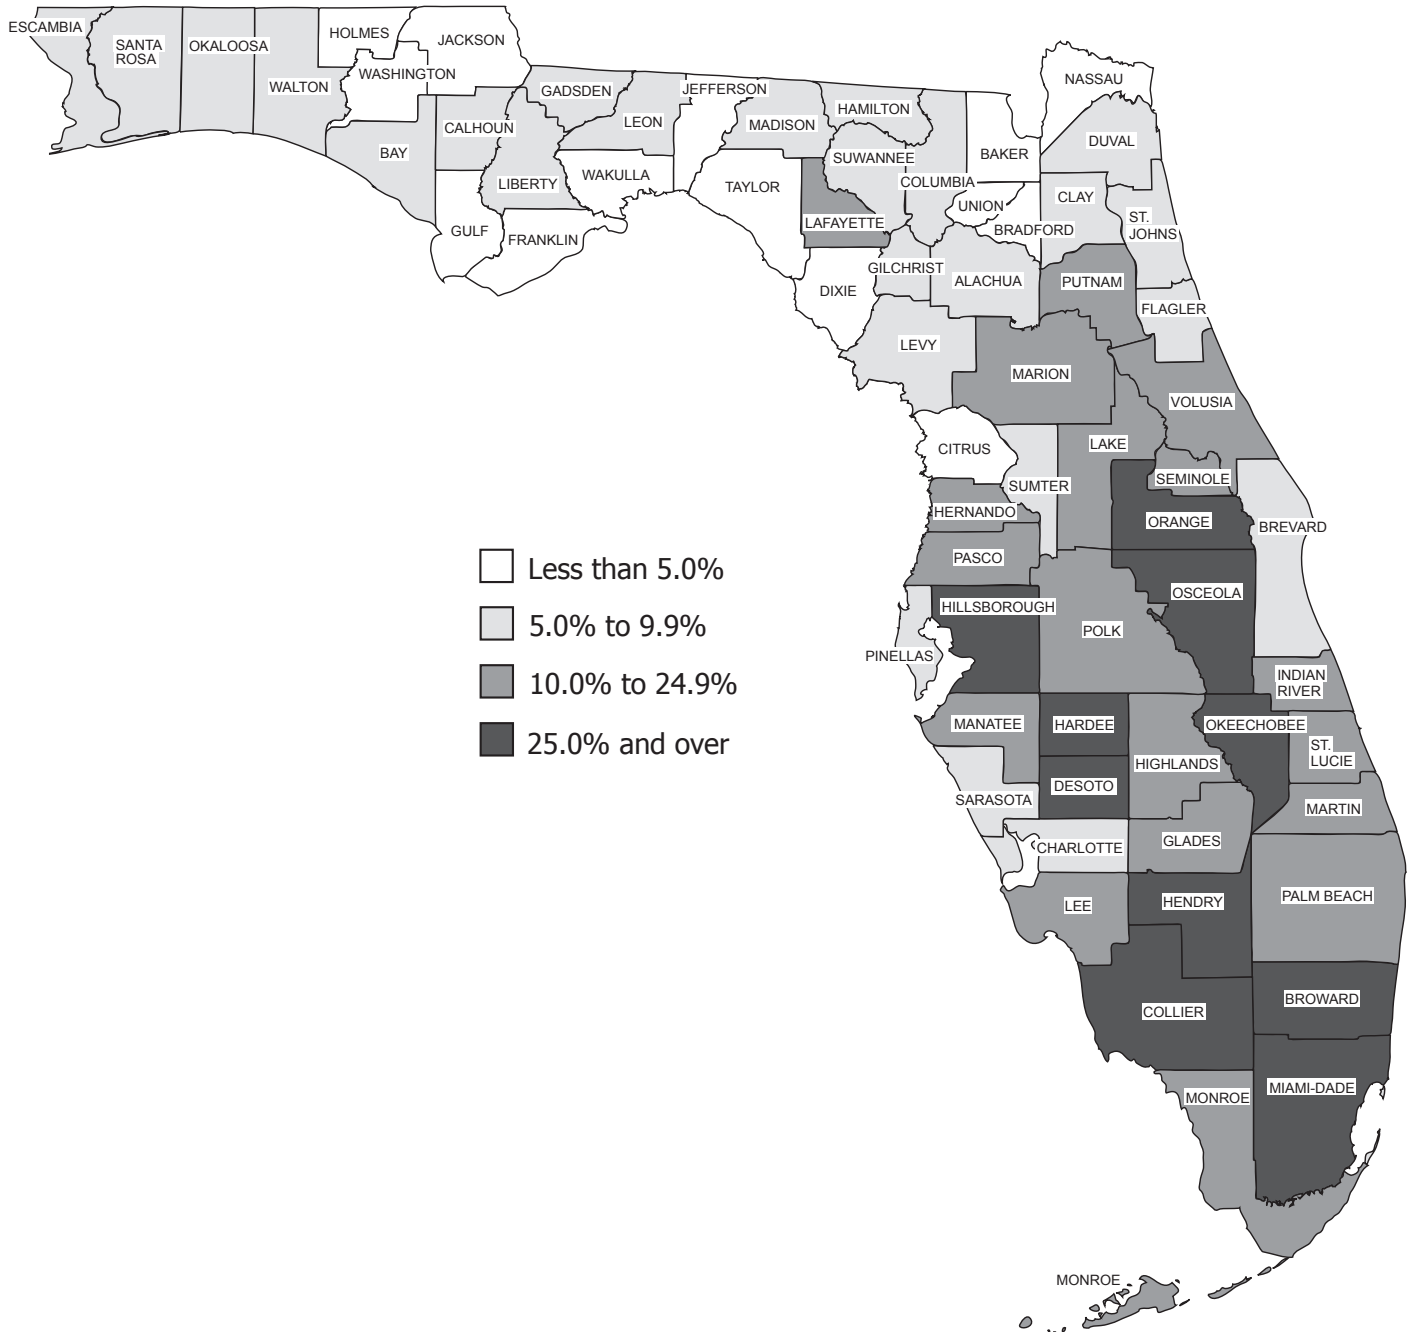 ESCAMBIA
SANTA
ROSA
OKALOOSA
WALTON
HOLMES
WASHINGTON
JACKSON
BAY
CALHOUN
GULF
LIBERTY
FRANKLIN
GADSDEN
LEON
WAKULLA
JEFFERSON
MADISON
TAYLOR
HAMILTON
SUWANNEE
LAFAYETTE
DIXIE
COLUMBIA
GILCHRIST
LEVY
BAKER
UNION
BRADFORD
ALACHUA
NASSAU
DUVAL
CLAY
ST.
JOHNS
PUTNAM
FLAGLER
MARION
VOLUSIA
CITRUS
SUMTER
LAKE
SEMINOLE
HERNANDO
ORANGE
BREVARD
PASCO
OSCEOLA
HILLSBOROUGH
POLK
PINELLAS
INDIAN
RIVER
MANATEE
HARDEE
HIGHLANDS
OKEECHOBEE
ST.
LUCIE
SARASOTA
DESOTO
MARTIN
CHARLOTTE
GLADES
LEE
HENDRY
PALM BEACH
COLLIER
BROWARD
MONROE
MIAMI-DADE
MONROE
Less than 5.0%
5.0% to 9.9%
10.0% to 24.9%
25.0% and over